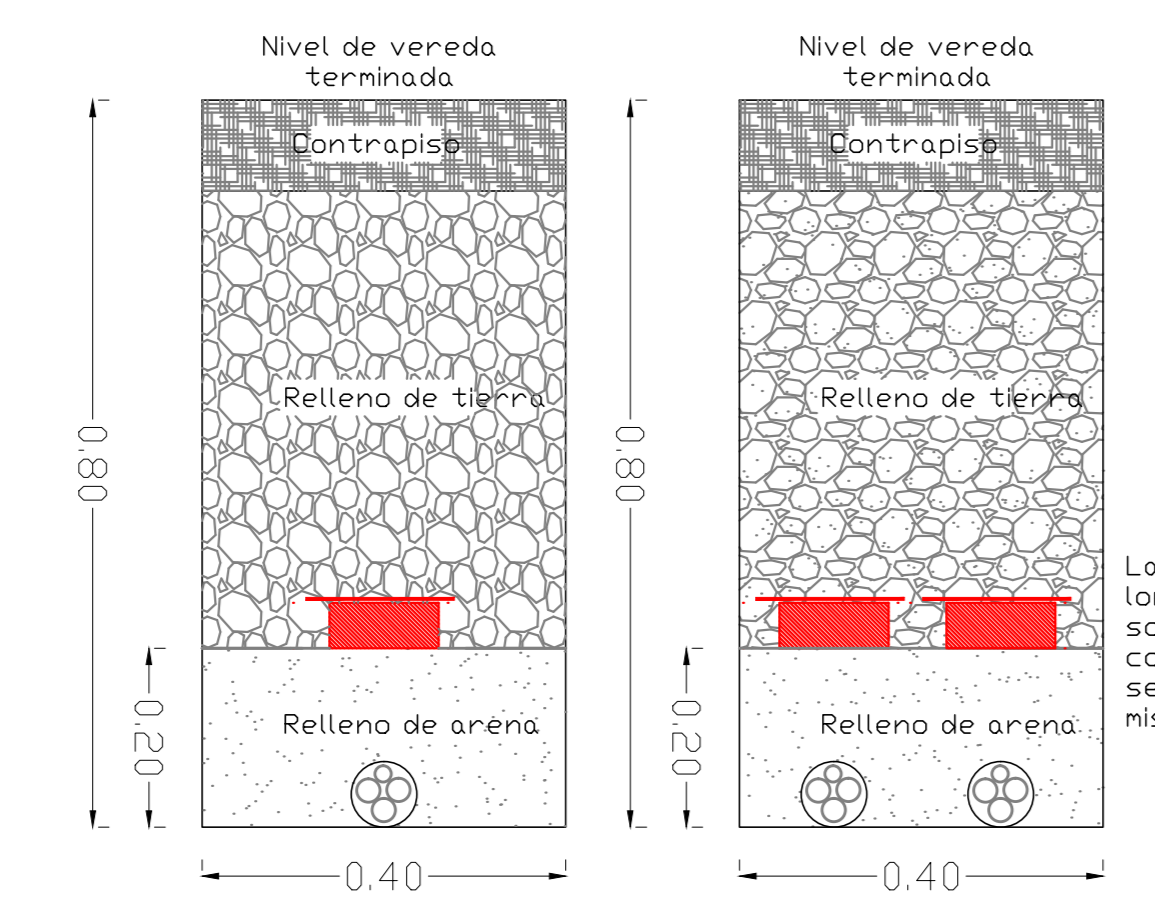 Nivel de vereda
terminada
Contrapiso
Relleno de tierra
0.80
0.20
Relleno de arena
0.40
Nivel de vereda
terminada
Contrapiso
Relleno de tierra
0.80
0.20
Relleno de arena
0.40